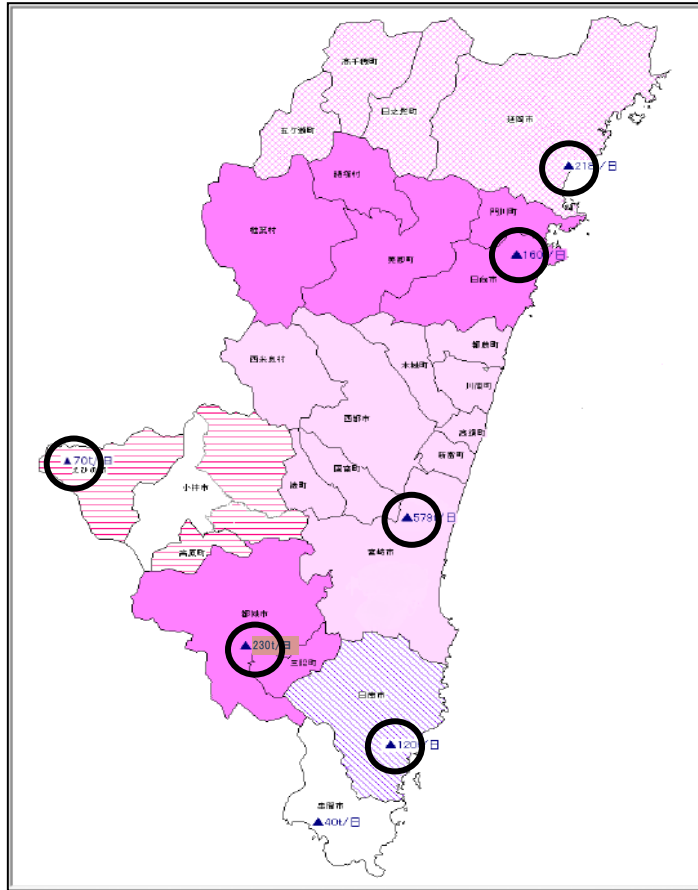 高千穂町
日之影町
延岡市
五ヶ瀬町
▲218t/日
諸塚村
門川町
椎葉村
美郷町
▲160t/日
日向市
都農町
西米良村
木城町
川南町
西都市
高鍋町
▲70t/日
えびの市
新富町
国富町
小林市
綾町
▲579t/日
宮崎市
高原町
都城市
▲230t/日
三股町
日南市
▲120t/日
串間市
▲40t/日